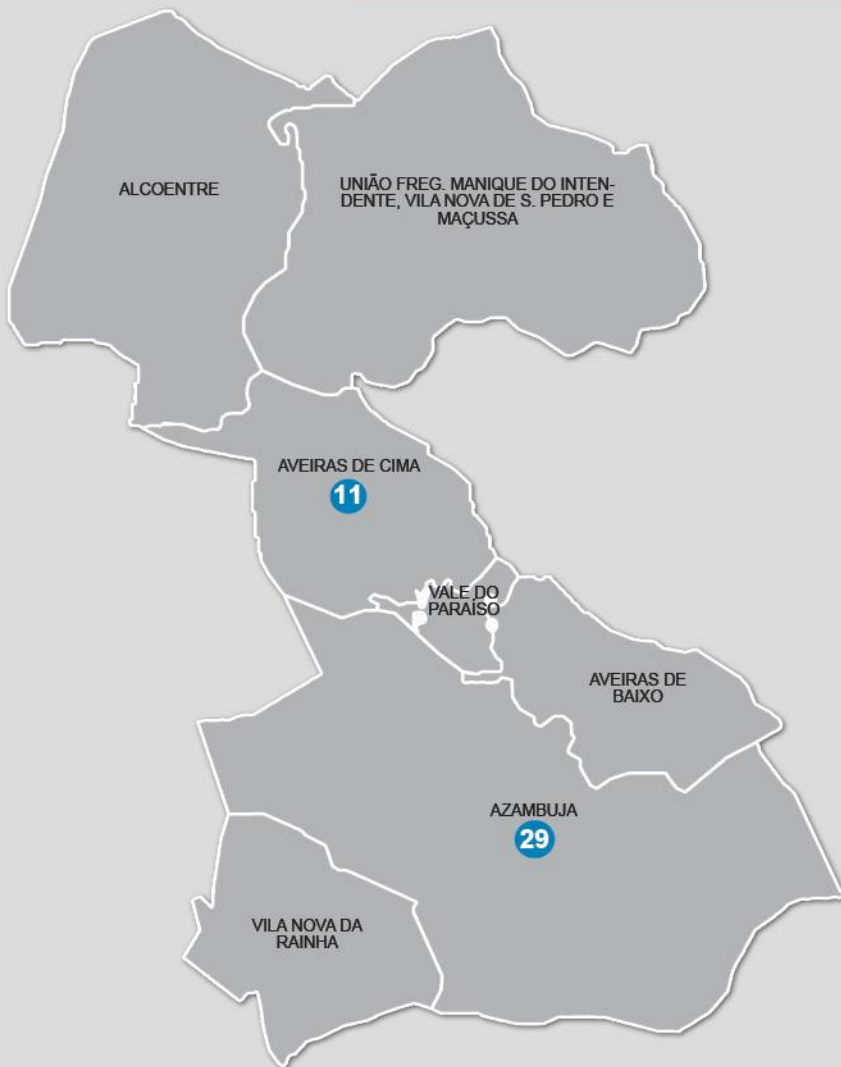 ALCOENTRE
UNIÃO FREG. MANIQUE DO INTEN-
DENTE, VILA NOVA DE S. PEDRO E
MAÇUSSA
AVEIRAS DE CIMA
11
VALE DO
PARAÍSO
AVEIRAS DE
BAIXO
AZAMBUJA
29
VILA NOVA DA
RAINHA